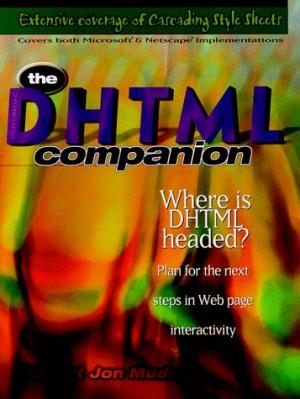 Extensive coverage of Cascading Style Sheets
Covers both Microsoft® & Netscape® Implementations
the
DHTML
companion
Where is
DHTML
headed?
Plan for the next
steps in Web page
interactivity
Jon